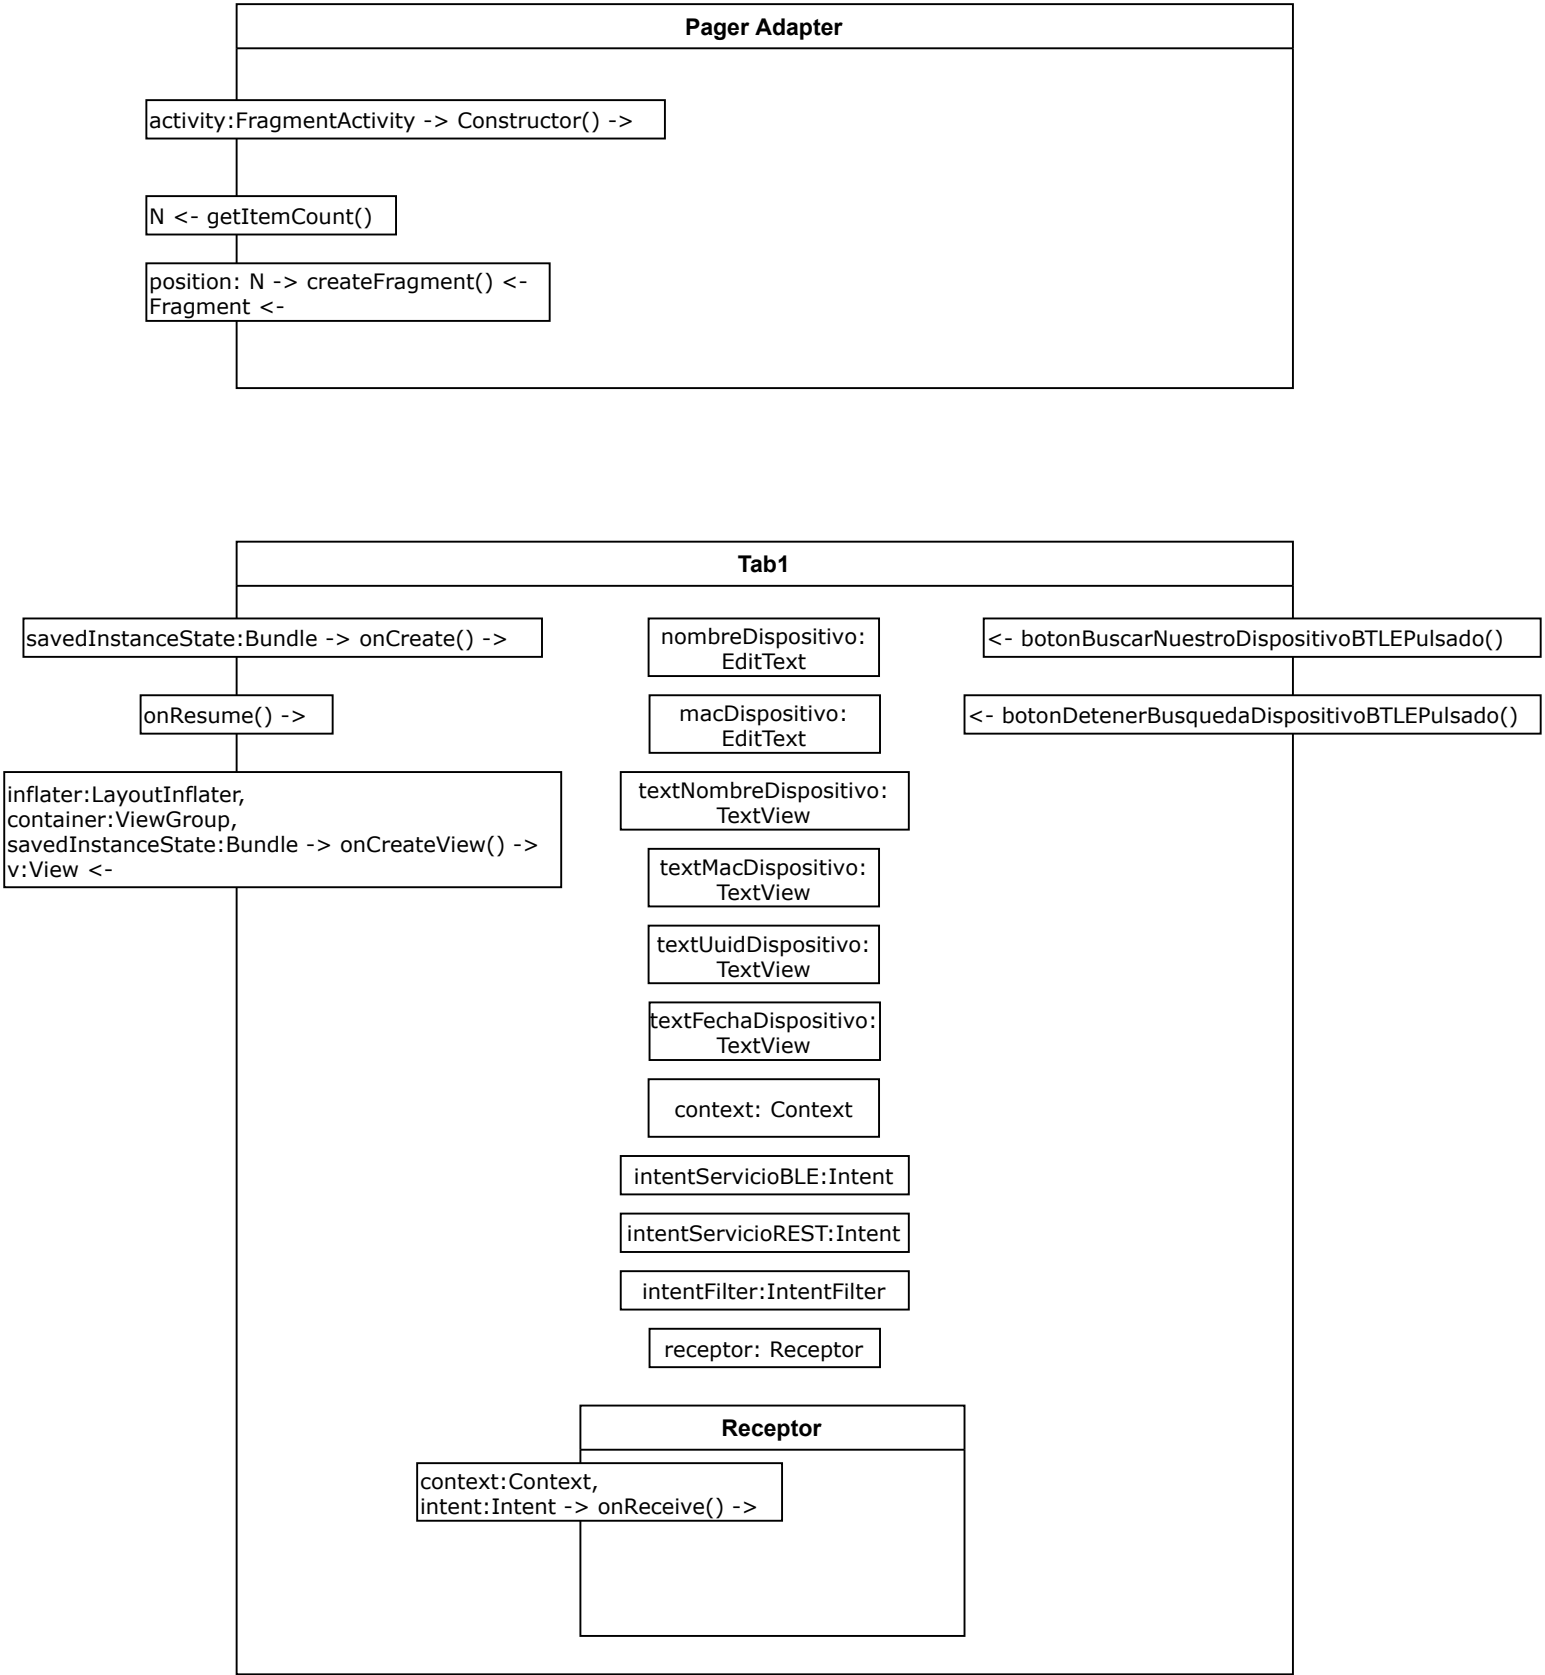 Pager Adapter
activity:FragmentActivity -> Constructor() ->
N <- getItemCount()
position: N -> createFragment() <-
Fragment <-
Tab1
savedInstanceState:Bundle -> onCreate() ->
onResume() ->
inflater:LayoutInflater,
container:ViewGroup,
savedInstanceState:Bundle -> onCreateView() ->
v:View <-
nombreDispositivo:
EditText
macDispositivo:
EditText
textNombreDispositivo:
TextView
textMacDispositivo:
TextView
textUuidDispositivo:
TextView
textFechaDispositivo:
TextView
context: Context
intentServicioBLE:Intent
intentServicioREST:Intent
intentFilter:IntentFilter
receptor: Receptor
<- botonBuscarNuestroDispositivoBTLEPulsado()
<- botonDetenerBusquedaDispositivoBTLEPulsado()
Receptor
context:Context,
intent:Intent -> onReceive() ->